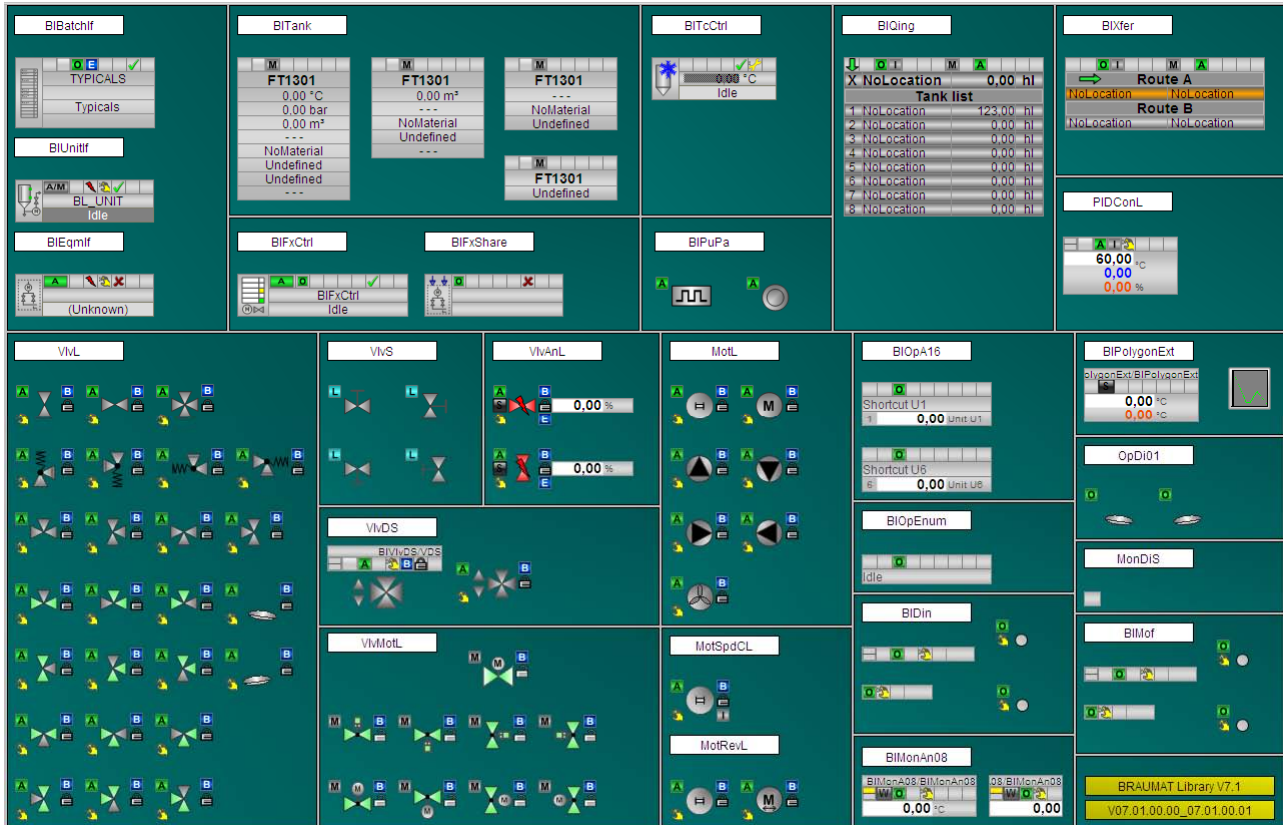 BlBatchIf
O E
TYPICALS
Typicals
BlUnitIf
A/M
BL_UNIT
Idle
BlEqmIf
A
(Unknown)
BlTank
M
FT1301
0.00 °C
0.00 bar
0.00 m³
- - -
NoMaterial
Undefined
Undefined
- - -
M
FT1301
0.00 m³
- - -
NoMaterial
Undefined
- - -
M
FT1301
- - -
NoMaterial
Undefined
M
FT1301
Undefined
BlTcCtrl
0.00 °C
Idle
BlQing
O I M A
X NoLocation 0,00 hl
Tank list
1 NoLocation 123,00 hl
2 NoLocation 0,00 hl
3 NoLocation 0,00 hl
4 NoLocation 0,00 hl
5 NoLocation 0,00 hl
6 NoLocation 0,00 hl
7 NoLocation 0,00 hl
8 NoLocation 0,00 hl
BlXfer
O I M A
Route A
NoLocation NoLocation
Route B
NoLocation NoLocation
PIDConL
A I
60,00 °C
0,00
0,00 %
BlFxCtrl
A O
BlFxCtrl
Idle
BlFxShare
O
BlPuPa
A A
VlvL
A B A B A B
A B A B A B A B
A B A B A B A B
A B A B A B A
A B A B A B A B
A B A B A B
A B A B A B
VlvS
L L
L L
VlvAnL
A B
S 0,00 %
E
A B
S 0,00 %
E
VlvDS
BlVlvDS/VDS
A B
A B
VlvMotL
M M B
M B M B M B M B
M B M B M B M B
M M M M
MotL
A B A B
M
A B A B
A B A B
A B
MotSpdCL
A B
I
MotRevL
A B A B
M
BlOpA16
O
Shortcut U1
1 0,00 Unit U1
O
Shortcut U6
6 0,00 Unit U6
BlOpEnum
O
Idle
BlDin
O
O
O
O
BlMonAn08
BlMonA08/BlMonAn08
W O
0,00 °C
.08/BlMonAn08
W O
0,00
BlPolygonExt
olygonExt/BlPolygonExt
S
0,00 °C
0,00 °C
OpDi01
O O
MonDiS
BlMof
O
O
O
O
BRAUMAT Library V7.1
V07.01.00.00_07.01.00.01